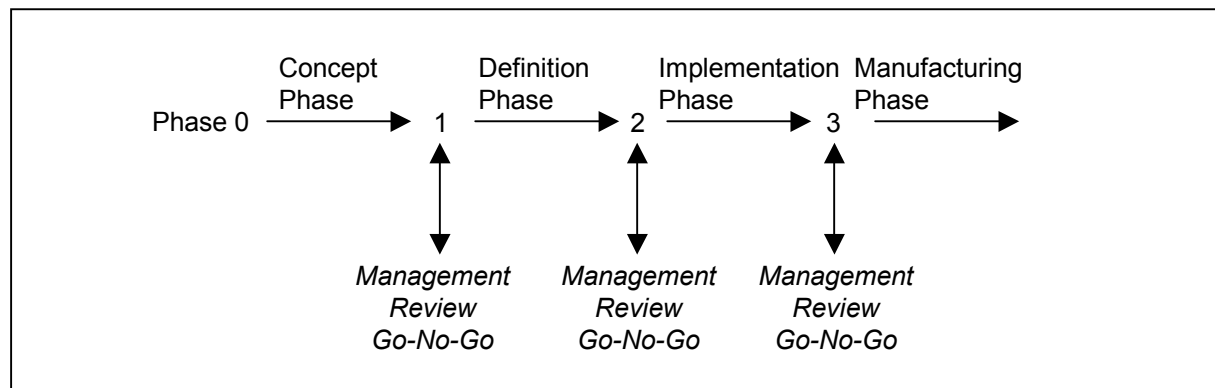 Concept
Phase
Definition
Phase
Implementation
Phase
Manufacturing
Phase
Phase 0
1
2
3
Management
Review
Go-No-Go
Management
Review
Go-No-Go
Management
Review
Go-No-Go